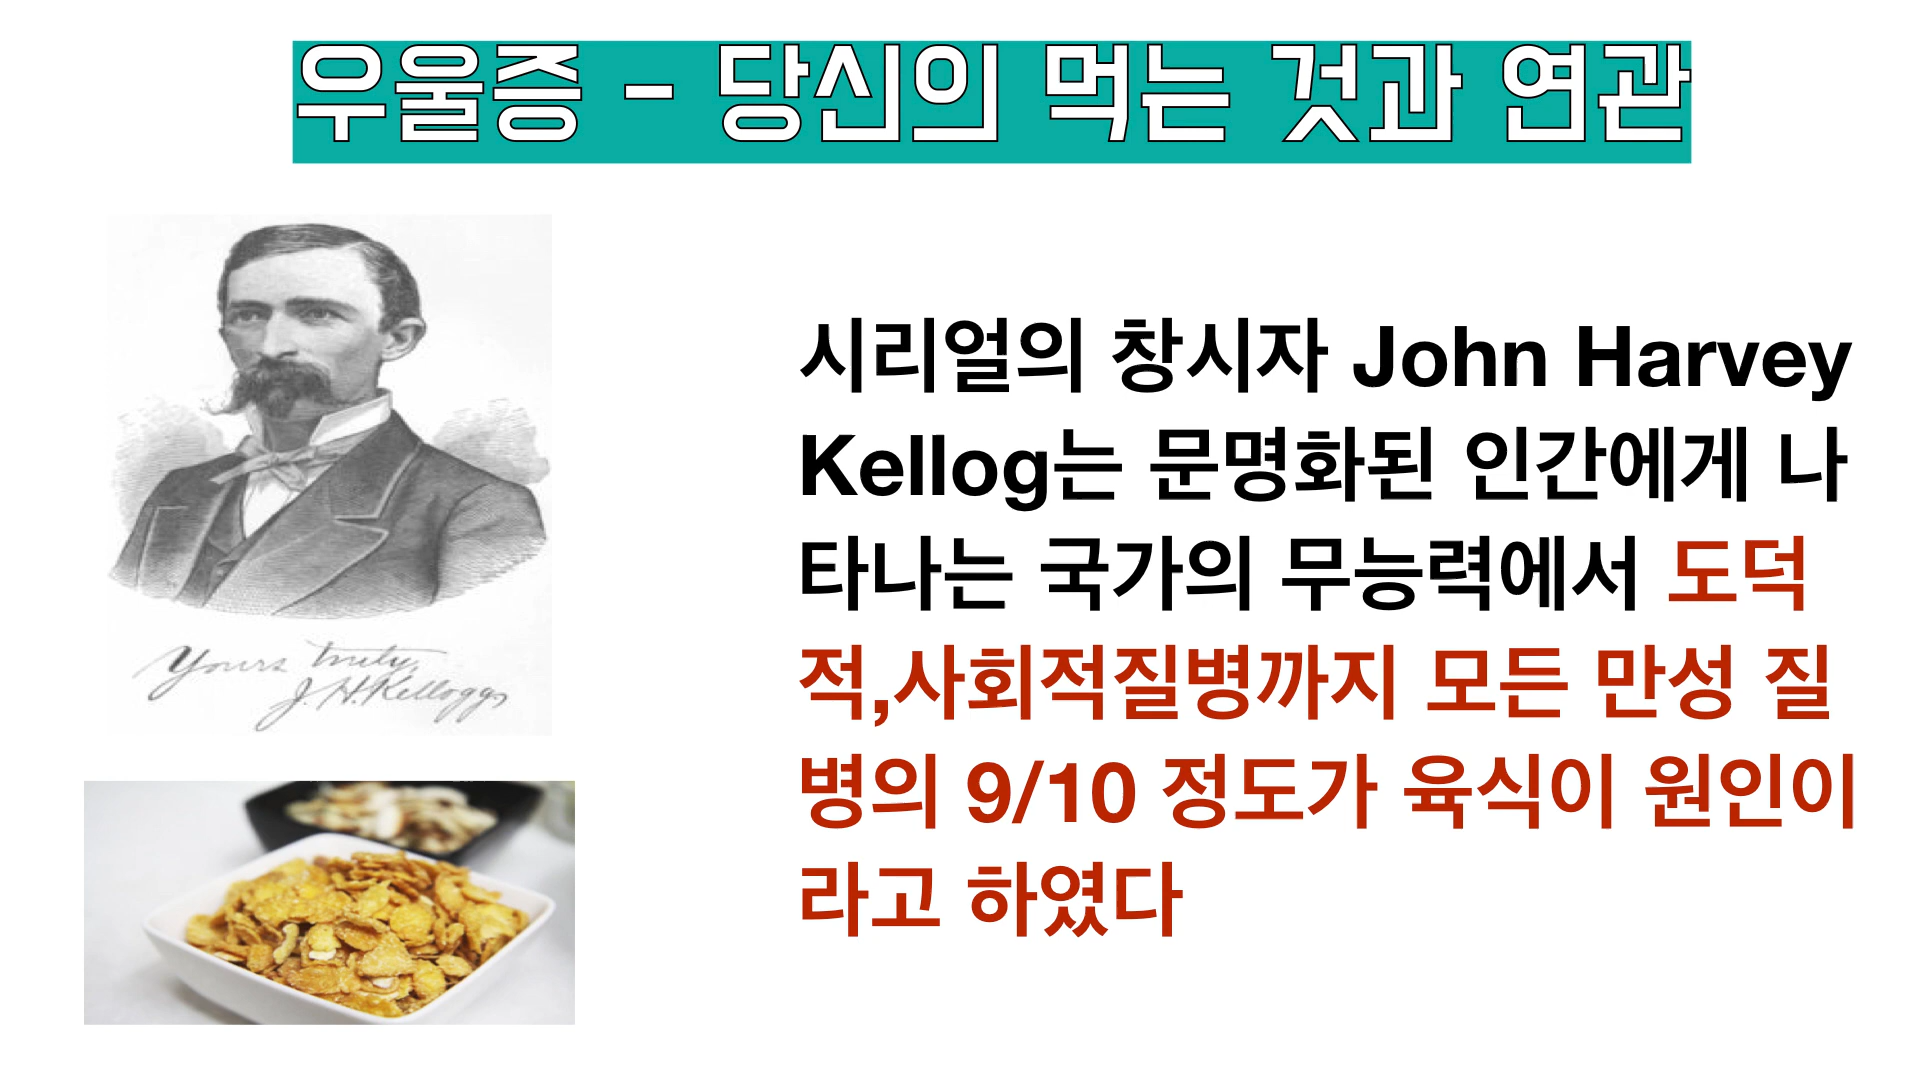 우울증 - 당신의 먹는 것과 연관
시리얼의 창시자 John Harvey
Kellog는 문명화된 인간에게 나
타나는 국가의 무능력에서 도덕
적,사회적질병까지 모든 만성 질
병의 9/10 정도가 육식이 원인이
라고 하였다
Yours truly,
J.H.Kellogg